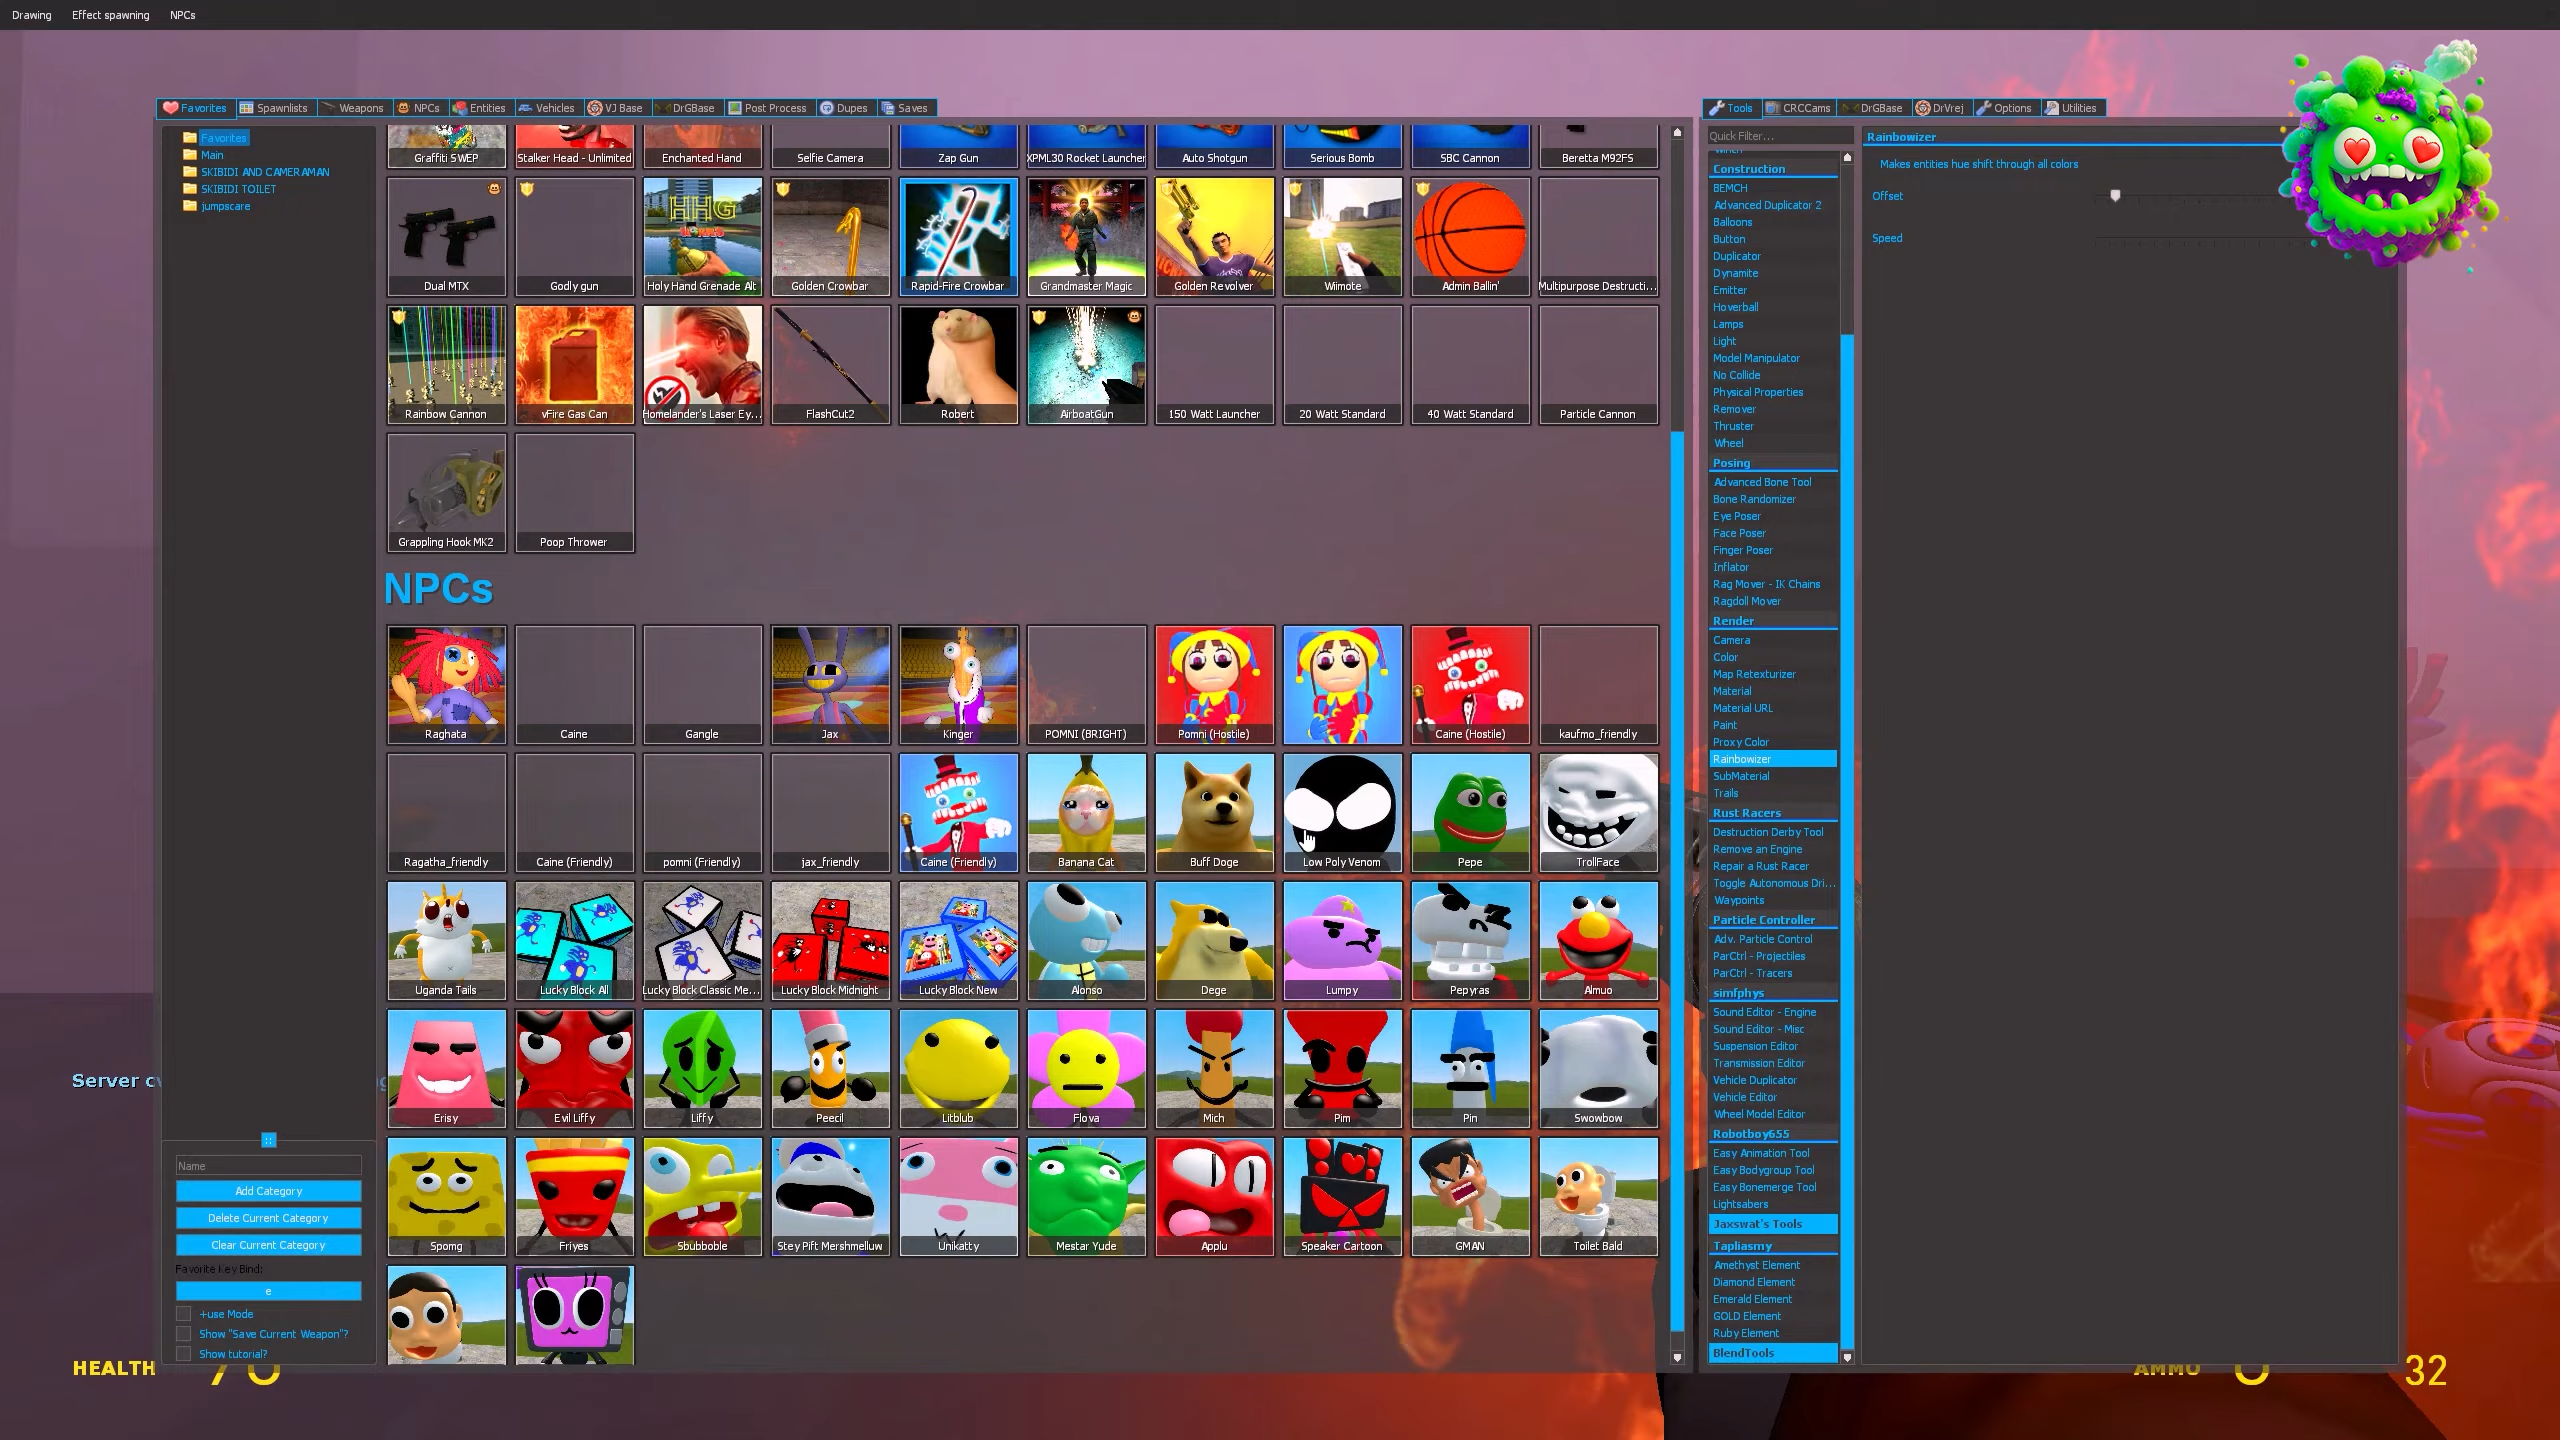 Drawing Effect spawning NPCs
Favorites Spawnlists Weapons NPCs Entities Vehicles VJ Base DrGBase Post Process Dupes Saves
Favorites
Main
SKIBIDI AND CAMERAMAN
SKIBIDI TOILET
jumpscare
Graffiti SWEP Stalker Head - Unlimited Enchanted Hand Selfie Camera Zap Gun XPML30 Rocket Launcher Auto Shotgun Serious Bomb SBC Cannon Beretta M92FS
HHG
Dual MTX Godly gun Holy Hand Grenade Alt Golden Crowbar Rapid-Fire Crowbar Grandmaster Magic Golden Revolver Wiimote Admin Ballin' Multipurpose Destructi...
Rainbow Cannon vFire Gas Can Homelander's Laser Ey... FlashCut2 Robert AirboatGun 150 Watt Launcher 20 Watt Standard 40 Watt Standard Particle Cannon
Grappling Hook MK2 Poop Thrower
NPCs
Raghata Caine Gangle Jax Kinger POMNI (BRIGHT) Pomni (Hostile) Caine (Hostile) kaufmo_friendly
Ragatha_friendly Caine (Friendly) pomni (Friendly) jax_friendly Caine (Friendly) Banana Cat Buff Doge Low Poly Venom Pepe TrollFace
Uganda Tails Lucky Block All Lucky Block Classic Me... Lucky Block Midnight Lucky Block New Alonso Dege Lumpy Pepyras Almuo
Erisy Evil Liffy Liffy Peecil Litblub Flova Mich Pim Pin Swowbow
Spomg Friyes Sbubboble Stey Pift Mershmelluw Unikatty Mestar Yude Applu Speaker Cartoon GMAN Toilet Bald
Server cv
Name
Add Category
Delete Current Category
Clear Current Category
Favorite Key Bind:
e
+use Mode
Show "Save Current Weapon"?
Show tutorial?
HEALTH
AMMO
32
Tools CRCCams DrGBase DrVrej Options Utilities
Quick Filter...
Winch
Construction
BEMCH
Advanced Duplicator 2
Balloons
Button
Duplicator
Dynamite
Emitter
Hoverball
Lamps
Light
Model Manipulator
No Collide
Physical Properties
Remover
Thruster
Wheel
Posing
Advanced Bone Tool
Bone Randomizer
Eye Poser
Face Poser
Finger Poser
Inflator
Rag Mover - IK Chains
Ragdoll Mover
Render
Camera
Color
Map Retexturizer
Material
Material URL
Paint
Proxy Color
Rainbowizer
SubMaterial
Trails
Rust Racers
Destruction Derby Tool
Remove an Engine
Repair a Rust Racer
Toggle Autonomous Dri...
Waypoints
Particle Controller
Adv. Particle Control
ParCtrl - Projectiles
ParCtrl - Tracers
simfphys
Sound Editor - Engine
Sound Editor - Misc
Suspension Editor
Transmission Editor
Vehicle Duplicator
Vehicle Editor
Wheel Model Editor
Robotboy655
Easy Animation Tool
Easy Bodygroup Tool
Easy Bonemerge Tool
Lightsabers
Jaxswat's Tools
Tapliasmy
Amethyst Element
Diamond Element
Emerald Element
GOLD Element
Ruby Element
BlendTools
Rainbowizer
Makes entities hue shift through all colors
Offset
Speed